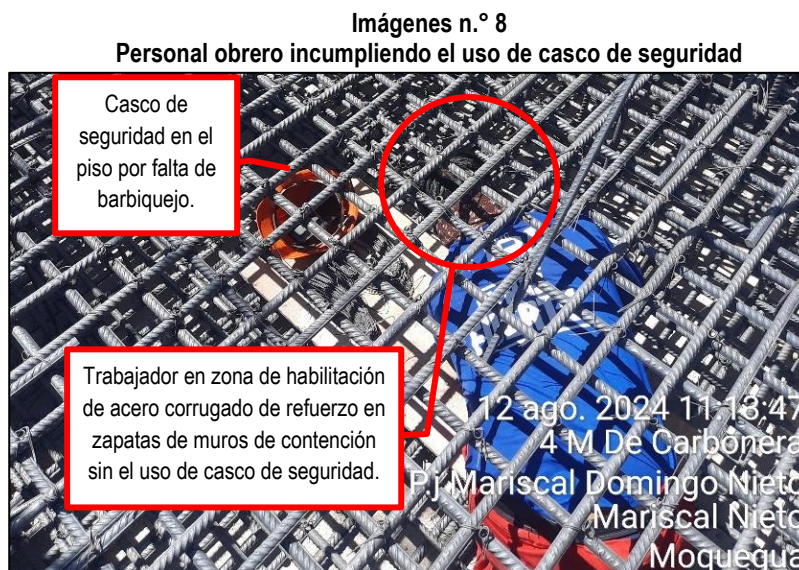 Imágenes n.° 8
Personal obrero incumpliendo el uso de casco de seguridad
Casco de
seguridad en el
piso por falta de
barbiquejo.
Trabajador en zona de habilitación
de acero corrugado de refuerzo en
zapatas de muros de contención
sin el uso de casco de seguridad.
12 ago. 2024 11:13:47
4 M De Carbonera
Pj Mariscal Domingo Nieto
Mariscal Nieto
Moquegua